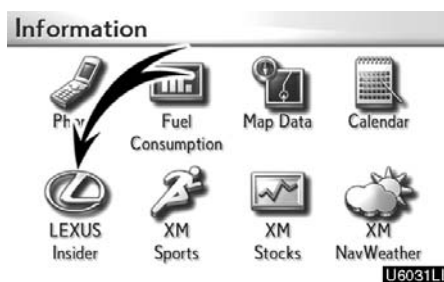 Information
Fuel
Map Data
Calendar
Consumption
LEXUS
XM
XM
XM
Insider
Sports
Stocks
NavWeather
U6031LI